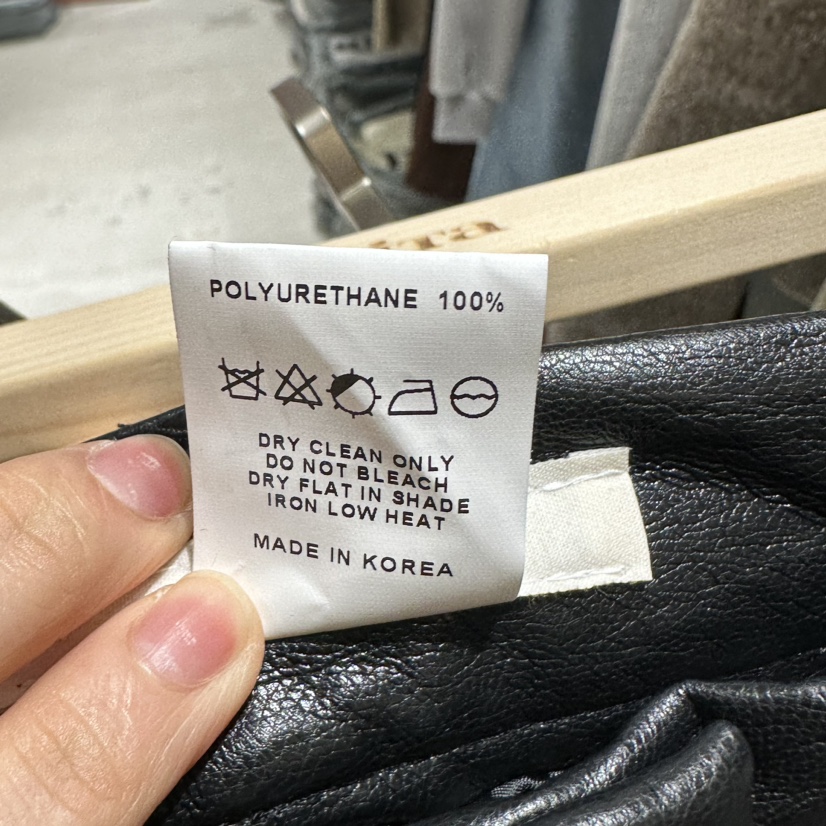 POLYURETHANE 100%
DRY CLEAN ONLY
DO NOT BLEACH
DRY FLAT IN SHADE
IRON LOW HEAT
MADE IN KOREA